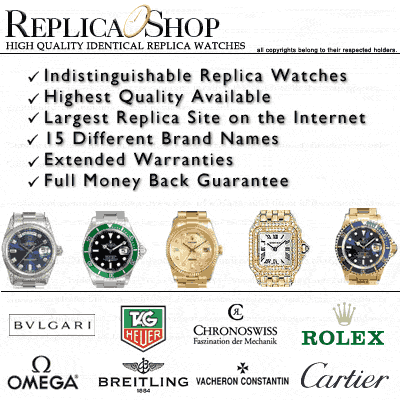 REPLICA SHOP
HIGH QUALITY IDENTICAL REPLICA WATCHES
all copyrights belong to their respected holders.
✓ Indistinguishable Replica Watches
✓ Highest Quality Available
✓ Largest Replica Site on the Internet
✓ 15 Different Brand Names
✓ Extended Warranties
✓ Full Money Back Guarantee
BVLGARI
TAG
HEUER
CR
CHRONOSWISS
Faszination der Mechanik
ROLEX
Ω
OMEGA
BREITLING
1884
VACHERON CONSTANTIN
Cartier